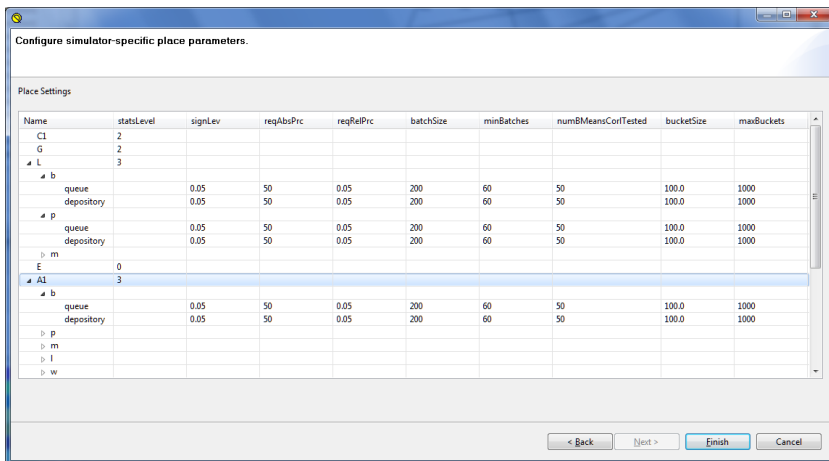 Configure simulator-specific place parameters.
Place Settings
Name statsLevel signLev reqAbsPrc reqRelPrc batchSize minBatches numBMeansCorlTested bucketSize maxBuckets
C1 2
G 2
L 3
b
queue 0.05 50 0.05 200 60 50 100.0 1000
depository 0.05 50 0.05 200 60 50 100.0 1000
p
queue 0.05 50 0.05 200 60 50 100.0 1000
depository 0.05 50 0.05 200 60 50 100.0 1000
m
E 0
A1 3
b
queue 0.05 50 0.05 200 60 50 100.0 1000
depository 0.05 50 0.05 200 60 50 100.0 1000
p
m
l
w
< Back Next > Finish Cancel